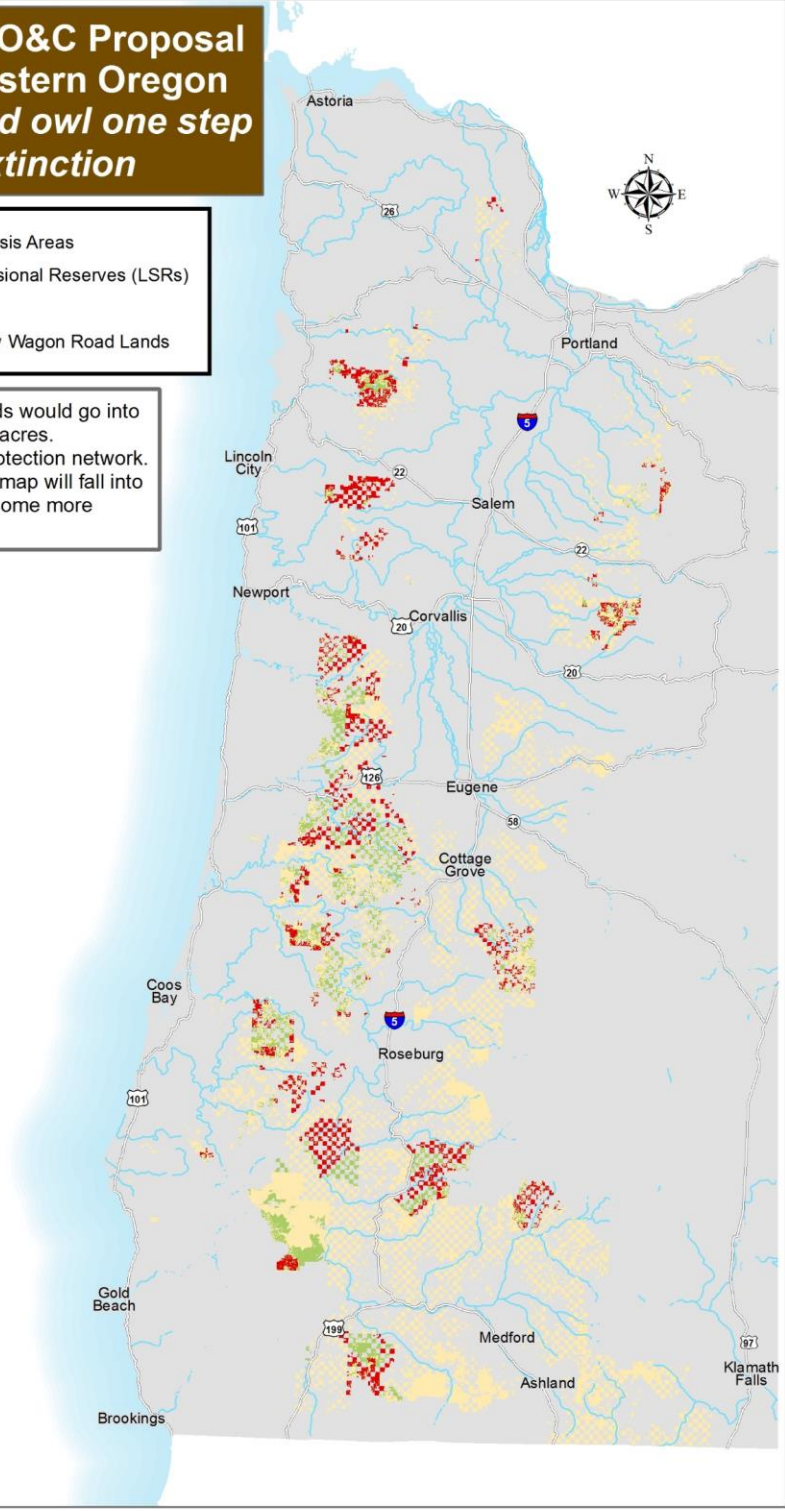 O&C Proposal
stern Oregon
d owl one step
xtinction
sis Areas
sional Reserves (LSRs)
Wagon Road Lands
ds would go into
acres.
otection network.
map will fall into
ome more
Astoria
N
W E
S
26
Portland
5
Lincoln
City
22
Salem
101
22
Newport
Corvallis
20
20
126
Eugene
58
Cottage
Grove
Coos
Bay
5
Roseburg
101
Gold
Beach
199
Medford
97
Klamath
Falls
Ashland
Brookings